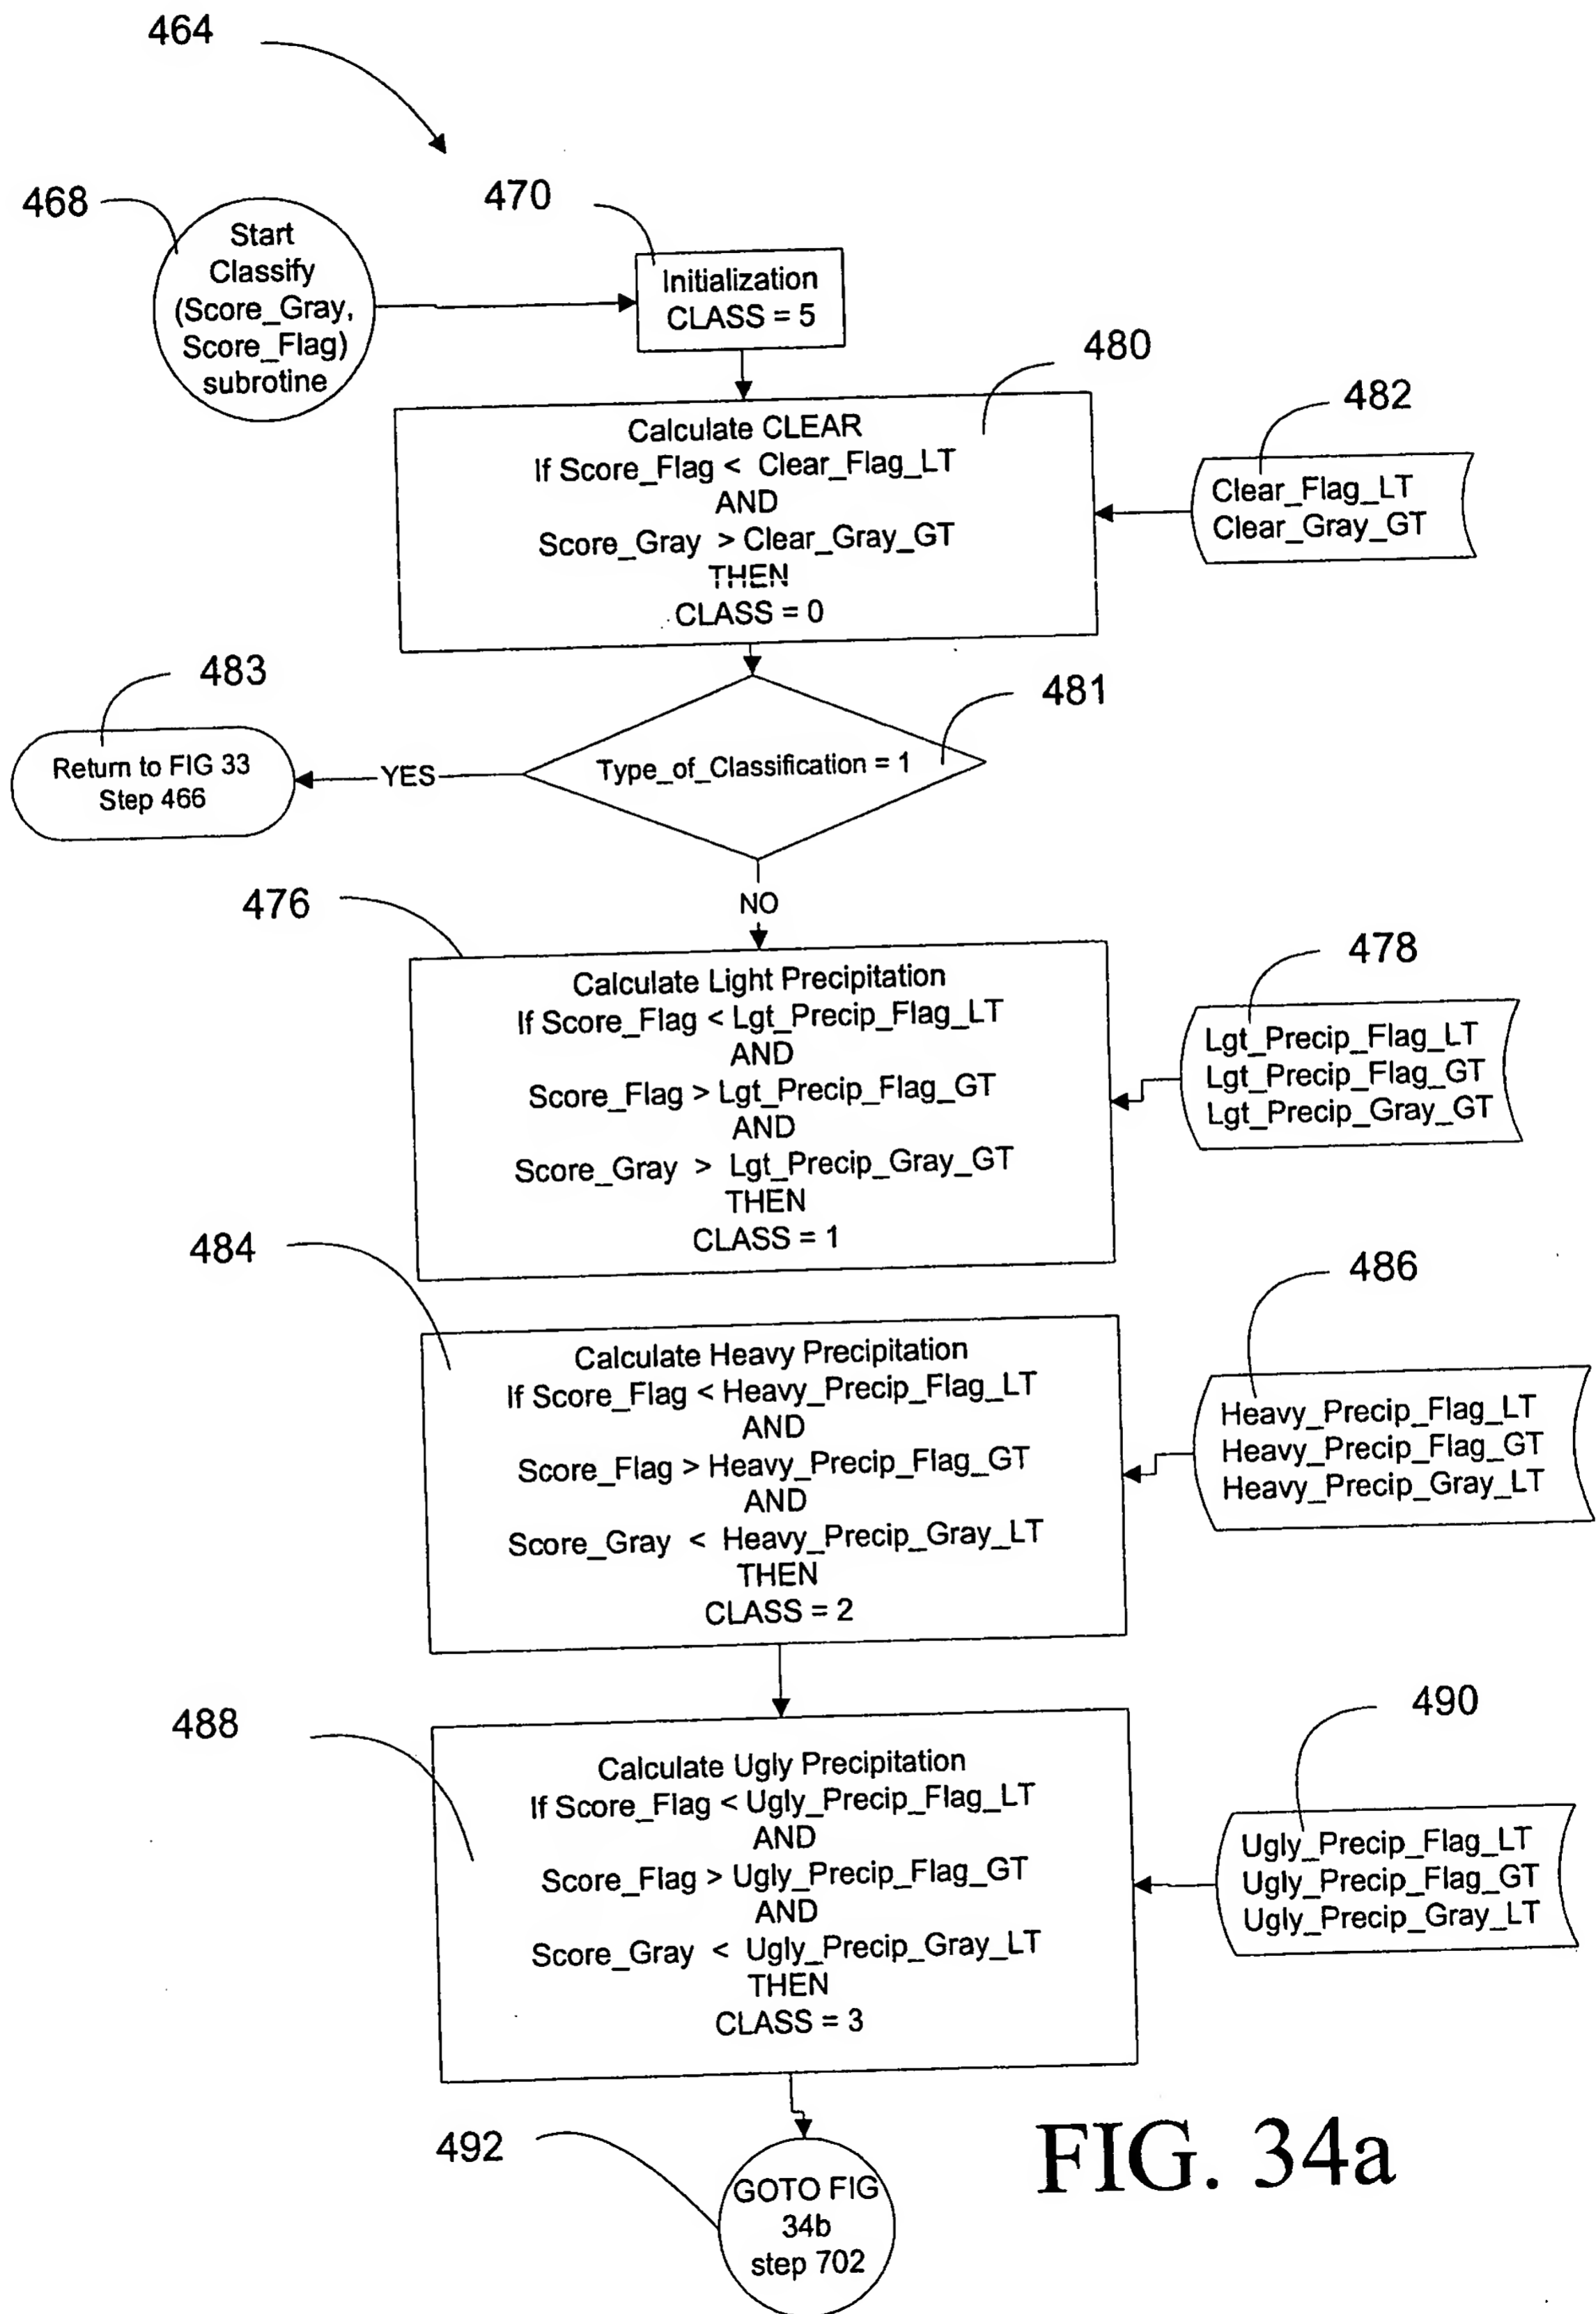 464
468
Start
Classify
(Score_Gray,
Score_Flag)
subrotine
470
Initialization
CLASS = 5
480
Calculate CLEAR
If Score_Flag < Clear_Flag_LT
AND
Score_Gray > Clear_Gray_GT
THEN
CLASS = 0
482
Clear_Flag_LT
Clear_Gray_GT
483
Return to FIG 33
Step 466
YES
481
Type_of_Classification = 1
NO
476
Calculate Light Precipitation
If Score_Flag < Lgt_Precip_Flag_LT
AND
Score_Flag > Lgt_Precip_Flag_GT
AND
Score_Gray > Lgt_Precip_Gray_GT
THEN
CLASS = 1
478
Lgt_Precip_Flag_LT
Lgt_Precip_Flag_GT
Lgt_Precip_Gray_GT
484
Calculate Heavy Precipitation
If Score_Flag < Heavy_Precip_Flag_LT
AND
Score_Flag > Heavy_Precip_Flag_GT
AND
Score_Gray < Heavy_Precip_Gray_LT
THEN
CLASS = 2
486
Heavy_Precip_Flag_LT
Heavy_Precip_Flag_GT
Heavy_Precip_Gray_LT
488
Calculate Ugly Precipitation
If Score_Flag < Ugly_Precip_Flag_LT
AND
Score_Flag > Ugly_Precip_Flag_GT
AND
Score_Gray < Ugly_Precip_Gray_LT
THEN
CLASS = 3
490
Ugly_Precip_Flag_LT
Ugly_Precip_Flag_GT
Ugly_Precip_Gray_LT
492
GOTO FIG
34b
step 702
FIG. 34a